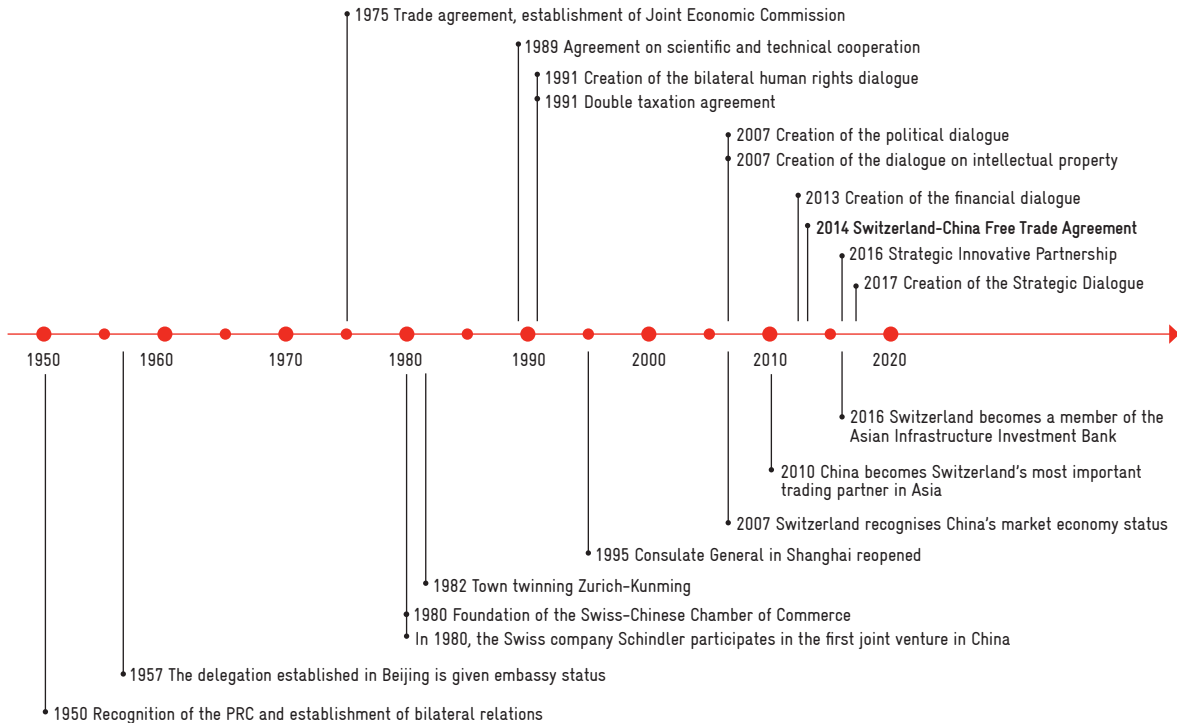 1975 Trade agreement, establishment of Joint Economic Commission
1989 Agreement on scientific and technical cooperation
1991 Creation of the bilateral human rights dialogue
1991 Double taxation agreement
2007 Creation of the political dialogue
2007 Creation of the dialogue on intellectual property
2013 Creation of the financial dialogue
2014 Switzerland-China Free Trade Agreement
2016 Strategic Innovative Partnership
2017 Creation of the Strategic Dialogue
1950 1960 1970 1980 1990 2000 2010 2020
2016 Switzerland becomes a member of the
Asian Infrastructure Investment Bank
2010 China becomes Switzerland's most important
trading partner in Asia
2007 Switzerland recognises China's market economy status
1995 Consulate General in Shanghai reopened
1982 Town twinning Zurich-Kunming
1980 Foundation of the Swiss-Chinese Chamber of Commerce
In 1980, the Swiss company Schindler participates in the first joint venture in China
1957 The delegation established in Beijing is given embassy status
1950 Recognition of the PRC and establishment of bilateral relations